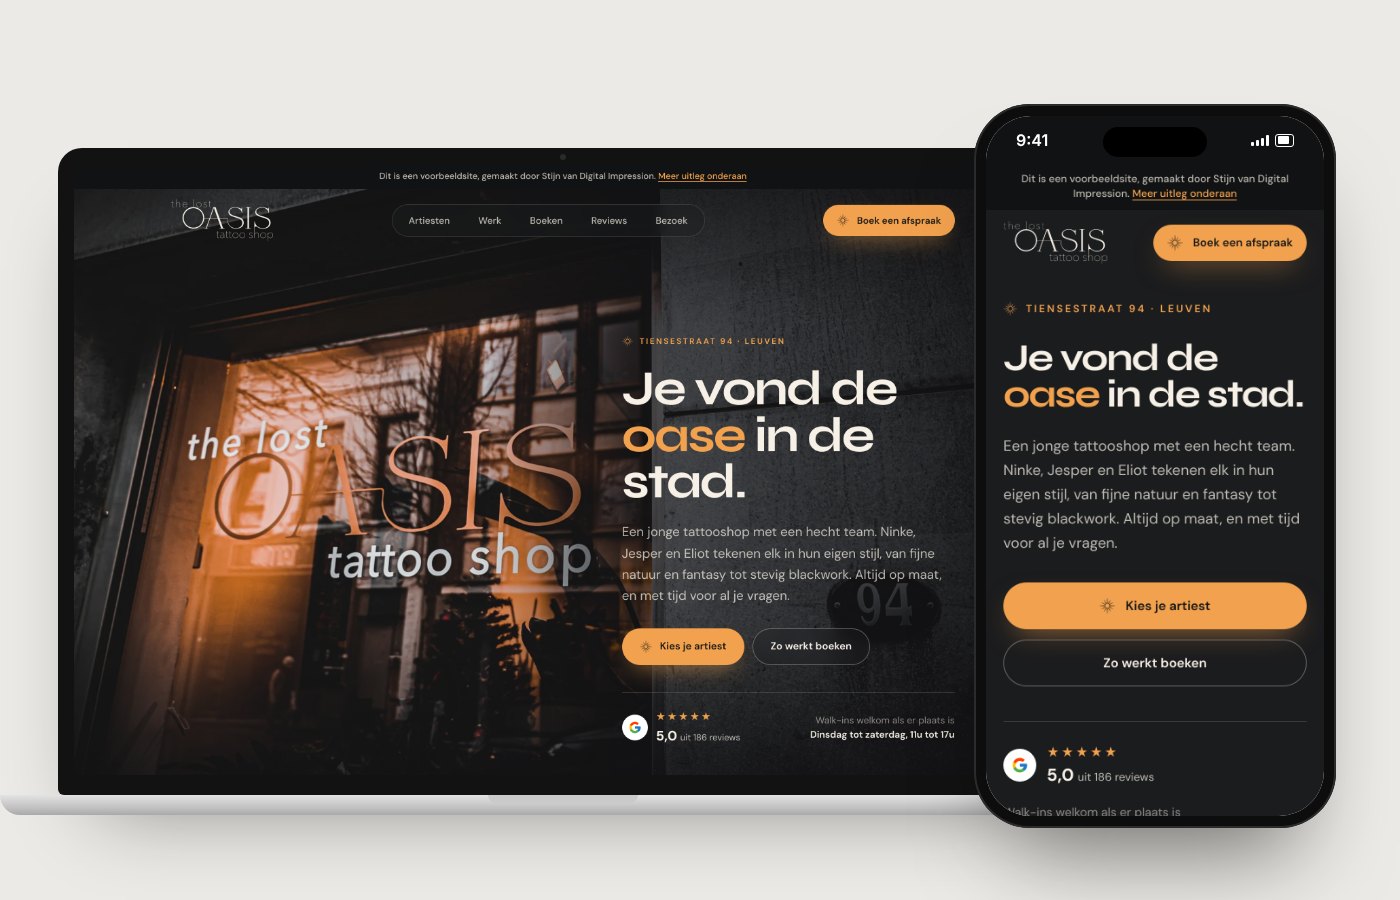 Dit is een voorbeeldsite, gemaakt door Stijn van Digital Impression. Meer uitleg onderaan
the lost
OASIS
tattoo shop
Artiesten
Werk
Boeken
Reviews
Bezoek
Boek een afspraak
the lost
OASIS
tattoo shop
TIENSESTRAAT 94 · LEUVEN
Je vond de
oase in de
stad.
Een jonge tattooshop met een hecht team. Ninke,
Jesper en Eliot tekenen elk in hun eigen stijl, van fijne
natuur en fantasy tot stevig blackwork. Altijd op maat,
en met tijd voor al je vragen.
94
Kies je artiest
Zo werkt boeken
★★★★★
5,0 uit 186 reviews
Walk-ins welkom als er plaats is
Dinsdag tot zaterdag, 11u tot 17u
9:41
Dit is een voorbeeldsite, gemaakt door Stijn van Digital
Impression. Meer uitleg onderaan
the lost
OASIS
tattoo shop
Boek een afspraak
TIENSESTRAAT 94 · LEUVEN
Je vond de
oase in de stad.
Een jonge tattooshop met een hecht team.
Ninke, Jesper en Eliot tekenen elk in hun
eigen stijl, van fijne natuur en fantasy tot
stevig blackwork. Altijd op maat, en met tijd
voor al je vragen.
Kies je artiest
Zo werkt boeken
★★★★★
5,0 uit 186 reviews
Walk-ins welkom als er plaats is